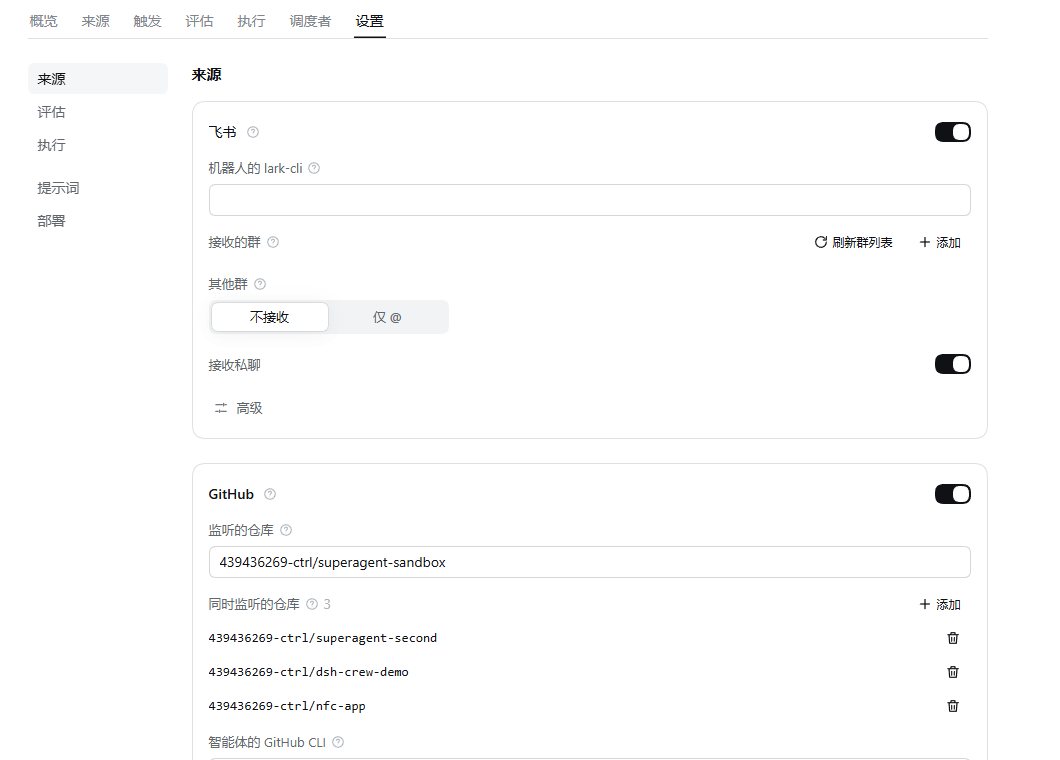 概览 来源 触发 评估 执行 调度者 设置
来源
评估
执行
提示词
部署
来源
飞书
机器人的 lark-cli
接收的群 刷新群列表 添加
其他群
不接收 仅 @
接收私聊
高级
GitHub
监听的仓库
439436269-ctrl/superagent-sandbox
同时监听的仓库 3 添加
439436269-ctrl/superagent-second
439436269-ctrl/dsh-crew-demo
439436269-ctrl/nfc-app
智能体的 GitHub CLI